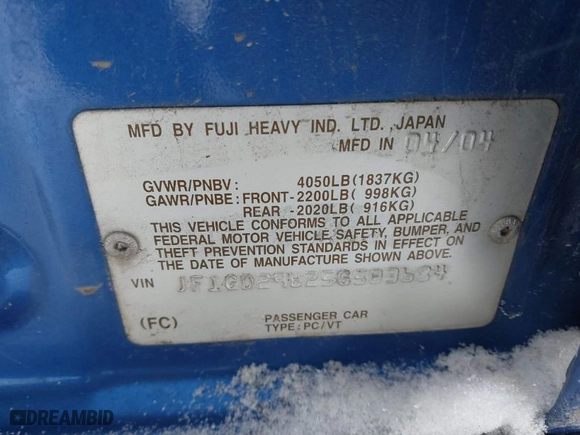 MFD BY FUJI HEAVY IND. LTD., JAPAN
MFD IN 04/04
GVWR/PNBV: 4050LB(1837KG)
GAWR/PNBE: FRONT-2200LB( 998KG)
REAR -2020LB( 916KG)
THIS VEHICLE CONFORMS TO ALL APPLICABLE
FEDERAL MOTOR VEHICLE SAFETY, BUMPER, AND
THEFT PREVENTION STANDARDS IN EFFECT ON
THE DATE OF MANUFACTURE SHOWN ABOVE.
VIN
(FC)
PASSENGER CAR
TYPE:PC/VT
DREAMBID